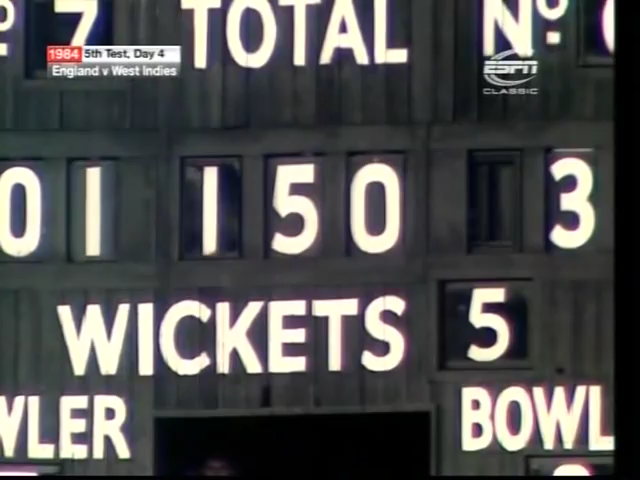 7 TOTAL No
1984 5th Test, Day 4
England v West Indies
ESPN
CLASSIC
01 150 3
WICKETS 5
WLER BOWL